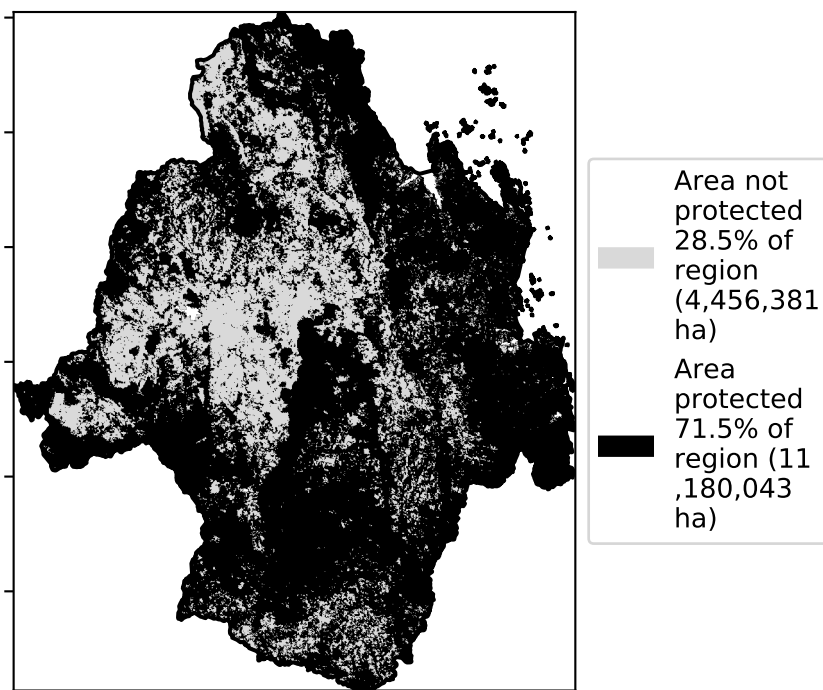 Area not
protected
28.5% of
region
(4,456,381
ha)
Area
protected
71.5% of
region (11
,180,043
ha)